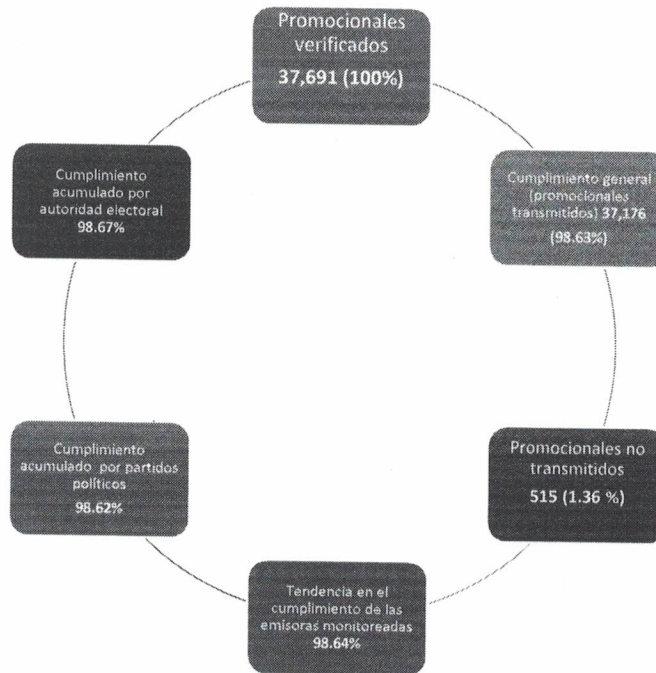 Promocionales
verificados
37,691 (100%)
Cumplimiento general
(promocionales
transmitidos) 37,176
(98.63%)
Promocionales no
transmitidos
515 (1.36 %)
Tendencia en el
cumplimiento de las
emisoras monitoreadas
98.64%
Cumplimiento
acumulado por partidos
políticos
98.62%
Cumplimiento
acumulado por
autoridad electoral
98.67%